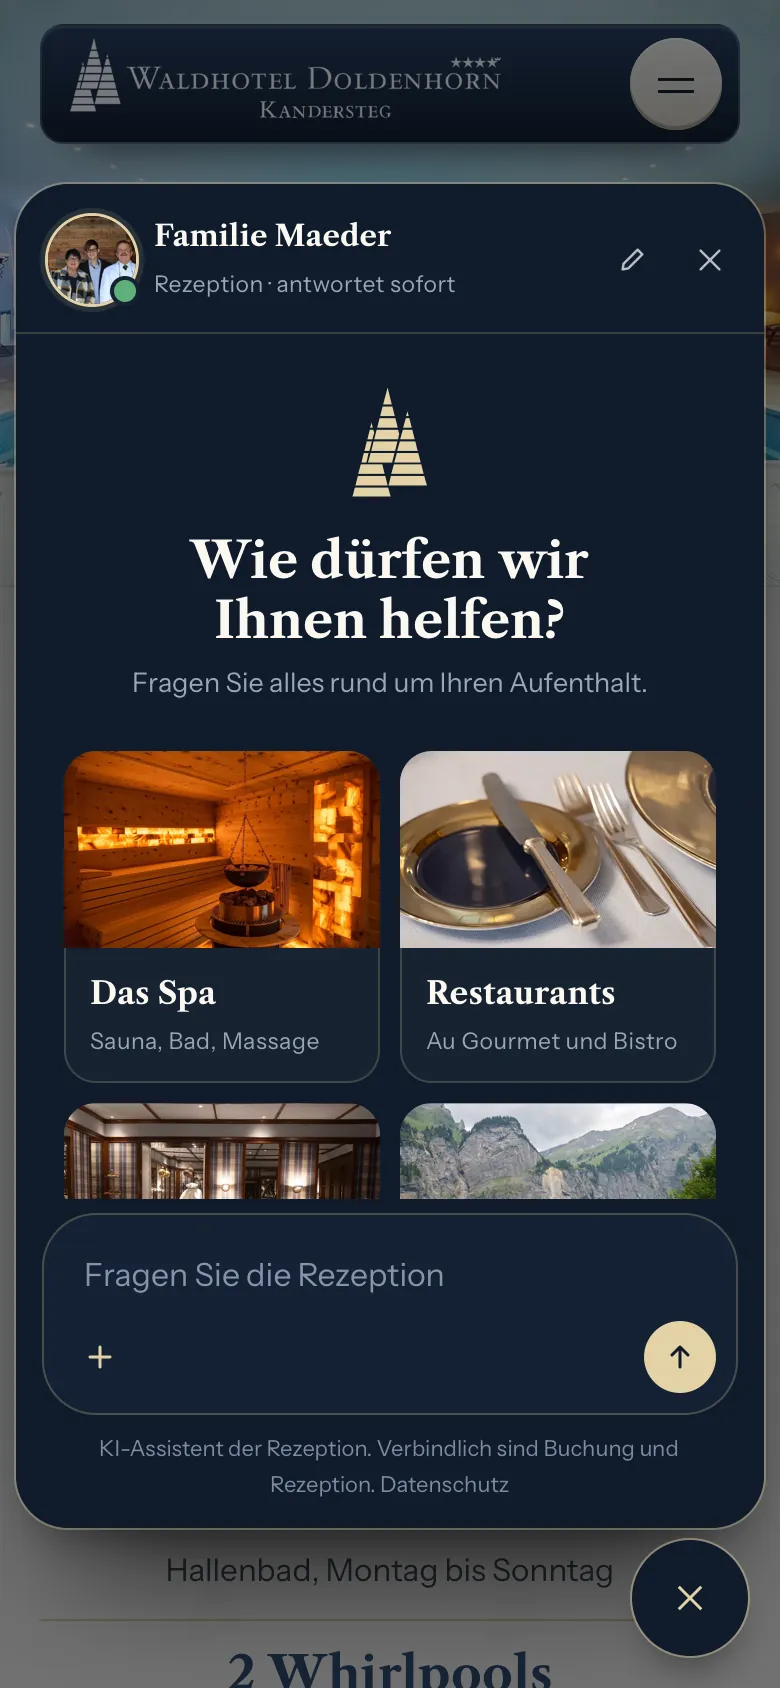 WALDHOTEL DOLDENHORN
KANDERSTEG
Familie Maeder
Rezeption · antwortet sofort
Wie dürfen wir
Ihnen helfen?
Fragen Sie alles rund um Ihren Aufenthalt.
Das Spa
Sauna, Bad, Massage
Restaurants
Au Gourmet und Bistro
Fragen Sie die Rezeption
KI-Assistent der Rezeption. Verbindlich sind Buchung und
Rezeption. Datenschutz
Hallenbad, Montag bis Sonntag
2 Whirlpools